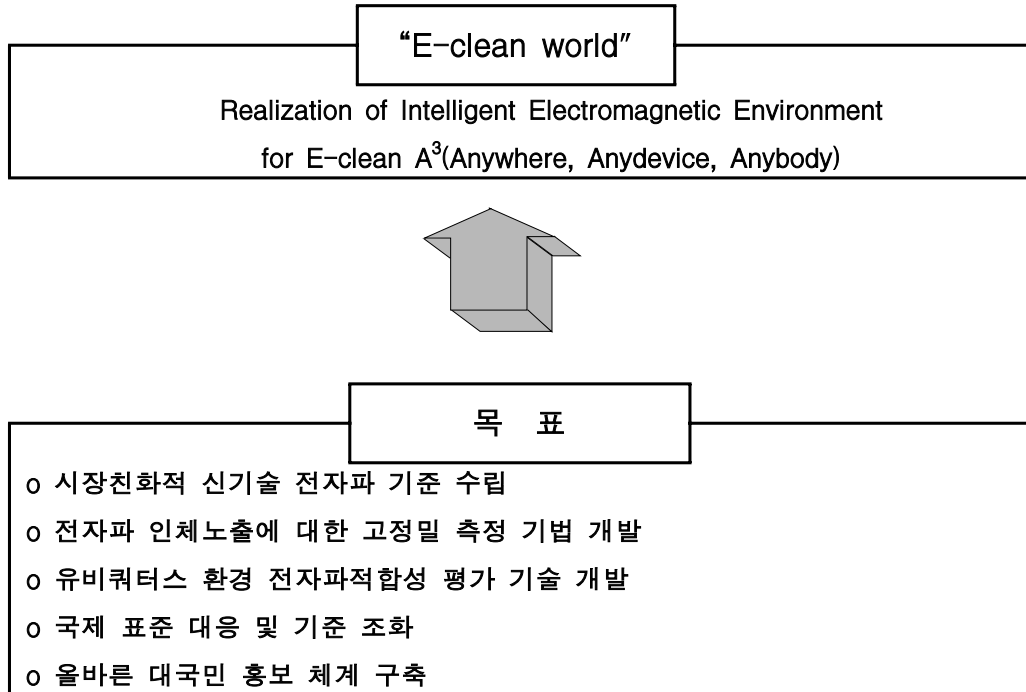 “E-clean world”
Realization of Intelligent Electromagnetic Environment
for E-clean A³(Anywhere, Anydevice, Anybody)
목 표
o 시장친화적 신기술 전자파 기준 수립
o 전자파 인체노출에 대한 고정밀 측정 기법 개발
o 유비쿼터스 환경 전자파적합성 평가 기술 개발
o 국제 표준 대응 및 기준 조화
o 올바른 대국민 홍보 체계 구축